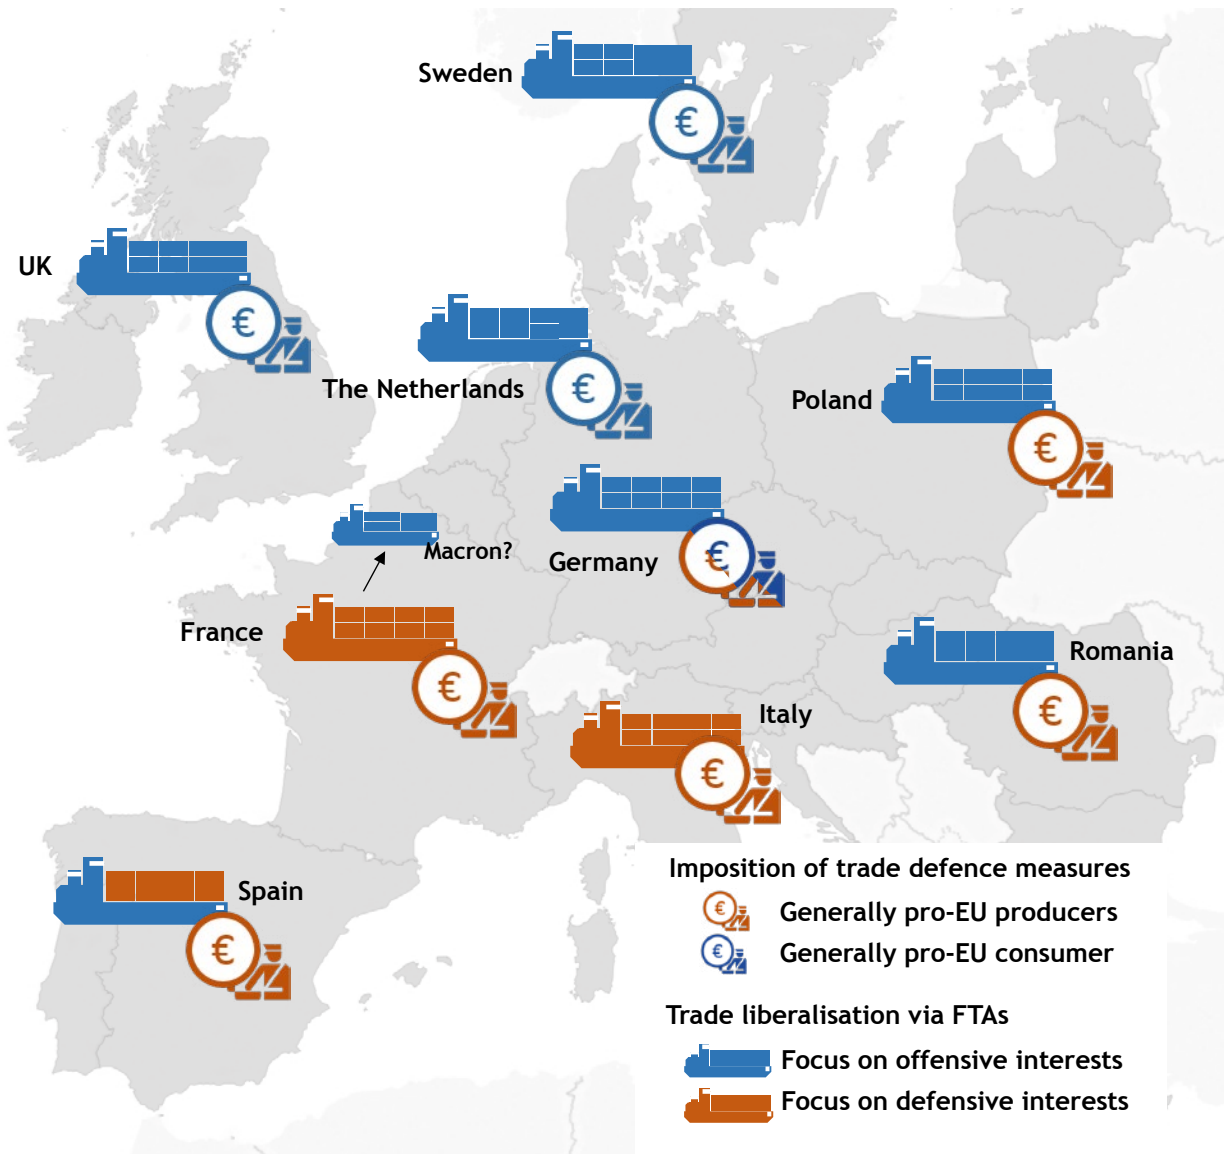 Sweden
€
UK
€
The Netherlands
€
Poland
€
Macron?
Germany
€
France
€
Romania
€
Italy
€
Spain
€
Imposition of trade defence measures
€ Generally pro-EU producers
€ Generally pro-EU consumer
Trade liberalisation via FTAs
Focus on offensive interests
Focus on defensive interests